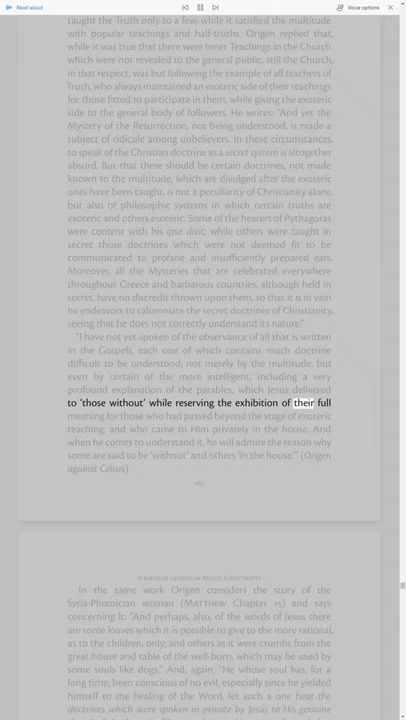 Read aloud
Voice options
taught the Truth only to a few, while it satisfied the multitude
with popular teachings and half-truths. Origen replied that,
while it was true that there were Inner Teachings in the Church
which were not revealed to the general public, still the Church,
in that respect, was but following the example of all teachers of
Truth, who always maintained an esoteric side of their teachings
for those fitted to participate in them, while giving the exoteric
side to the general body of followers. He writes: "And yet the
Mystery of the Resurrection, not being understood, is made a
subject of ridicule among unbelievers. In these circumstances,
to speak of the Christian doctrine as a secret system is altogether
absurd. But that there should be certain doctrines, not made
known to the multitude, which are divulged after the exoteric
ones have been taught, is not a peculiarity of Christianity alone,
but also of philosophic systems in which certain truths are
exoteric and others esoteric. Some of the hearers of Pythagoras
were content with his ipse dixit; while others were taught in
secret those doctrines which were not deemed fit to be
communicated to profane and insufficiently prepared ears.
Moreover, all the Mysteries that are celebrated everywhere
throughout Greece and barbarous countries, although held in
secret, have no discredit thrown upon them, so that it is in vain
he endeavors to calumniate the secret doctrines of Christianity,
seeing that he does not correctly understand its nature."
"I have not yet spoken of the observance of all that is written
in the Gospels, each one of which contains much doctrine
difficult to be understood, not merely by the multitude, but
even by certain of the more intelligent, including a very
profound explanation of the parables, which Jesus delivered
to 'those without' while reserving the exhibition of their full
meaning for those who had passed beyond the stage of exoteric
teaching, and who came to Him privately in the house. And
when he comes to understand it, he will admire the reason why
some are said to be 'without' and others 'in the house.'" (Origen
against Celsus)
A Series of Lessons in Mystic Christianity
In the same work Origen considers the story of the
Syria-Phœnician woman (Matthew Chapter 15) and says
concerning it: "And perhaps, also, of the words of Jesus there
are some loaves which it is possible to give to the more rational,
as to the children, only; and others as it were crumbs from the
great house and table of the well-born, which may be used by
some souls like dogs." And, again, "He whose soul has, for a
long time, been conscious of no evil, especially since he yielded
himself to the healing of the Word, let such a one hear the
doctrines which were spoken in private by Jesus to His genuine